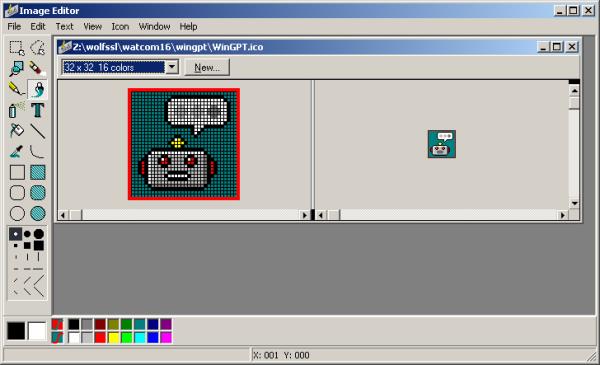 Image Editor
File Edit Text View Icon Window Help
Z:\wolfssl\watcom16\wingpt\WinGPT.ico
32 x 32 16 colors
New...
T
X: 001 Y: 000